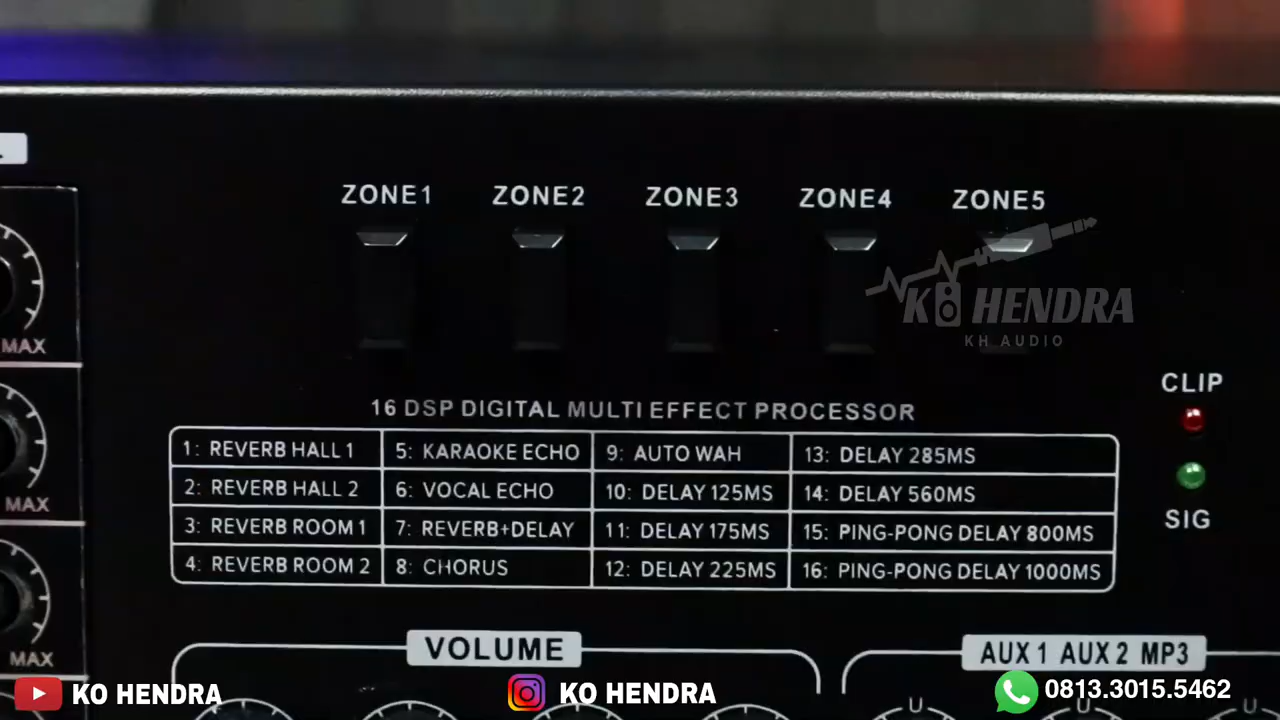 ZONE1 ZONE2 ZONE3 ZONE4 ZONE5
KO HENDRA
KH AUDIO
MAX
CLIP
16 DSP DIGITAL MULTI EFFECT PROCESSOR
1: REVERB HALL 1 5: KARAOKE ECHO 9: AUTO WAH 13: DELAY 285MS
2: REVERB HALL 2 6: VOCAL ECHO 10: DELAY 125MS 14: DELAY 560MS
MAX
SIG
3: REVERB ROOM 1 7: REVERB+DELAY 11: DELAY 175MS 15: PING-PONG DELAY 800MS
4: REVERB ROOM 2 8: CHORUS 12: DELAY 225MS 16: PING-PONG DELAY 1000MS
MAX
VOLUME
AUX 1 AUX 2 MP3
U U U
KO HENDRA KO HENDRA 0813.3015.5462